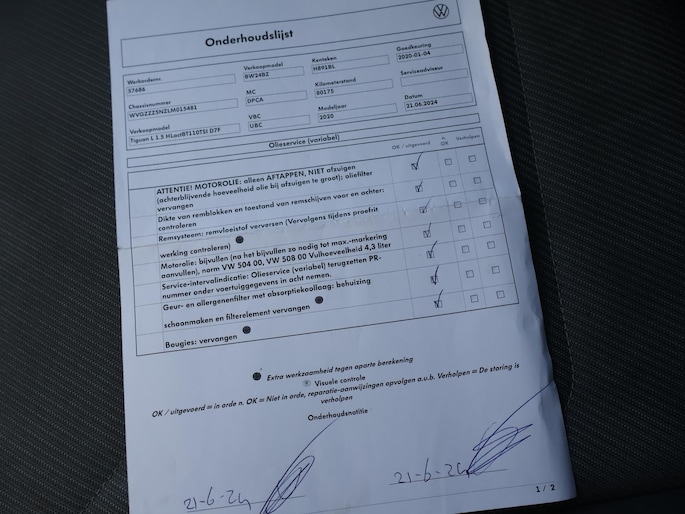 Onderhoudslijst
Werkordernr.
57686
Verkoopmodel
BW24BZ
Kenteken
H891BL
Goedkeuring
2020-01-04
Chassisnummer
WVGZZZ5NZLM015481
MC
DPCA
Kilometerstand
80175
Serviceadviseur
Verkoopmodel
Tiguan L 1.5 HLactBT110TSI D7F
VBC
UBC
Modeljaar
2020
Datum
21.06.2024
Olieservice (variabel)
OK / uitgevoerd
n. OK
Verholpen
ATTENTIE! MOTOROLIE: alleen AFTAPPEN, NIET afzuigen
(achterblijvende hoeveelheid olie bij afzuigen te groot); oliefilter
vervangen
Dikte van remblokken en toestand van remschijven voor en achter:
controleren
Remsysteem: remvloeistof verversen (Vervolgens tijdens proefrit
werking controleren)
Motorolie: bijvullen (na het bijvullen zo nodig tot max.-markering
aanvullen), norm VW 504 00, VW 508 00 Vulhoeveelheid 4,3 liter
Service-intervalindicatie: Olieservice (variabel) terugzetten PR-
nummer onder voertuiggegevens in acht nemen.
Geur- en allergenenfilter met absorptiekoollaag: behuizing
schoonmaken en filterelement vervangen
Bougies: vervangen
Extra werkzaamheid tegen aparte berekening
Visuele controle
OK / uitgevoerd = in orde n. OK = Niet in orde, reparatie-aanwijzingen opvolgen a.u.b. Verholpen = De storing is
verholpen
Onderhoudsnotitie
21-6-24
21-6-24
1 / 2